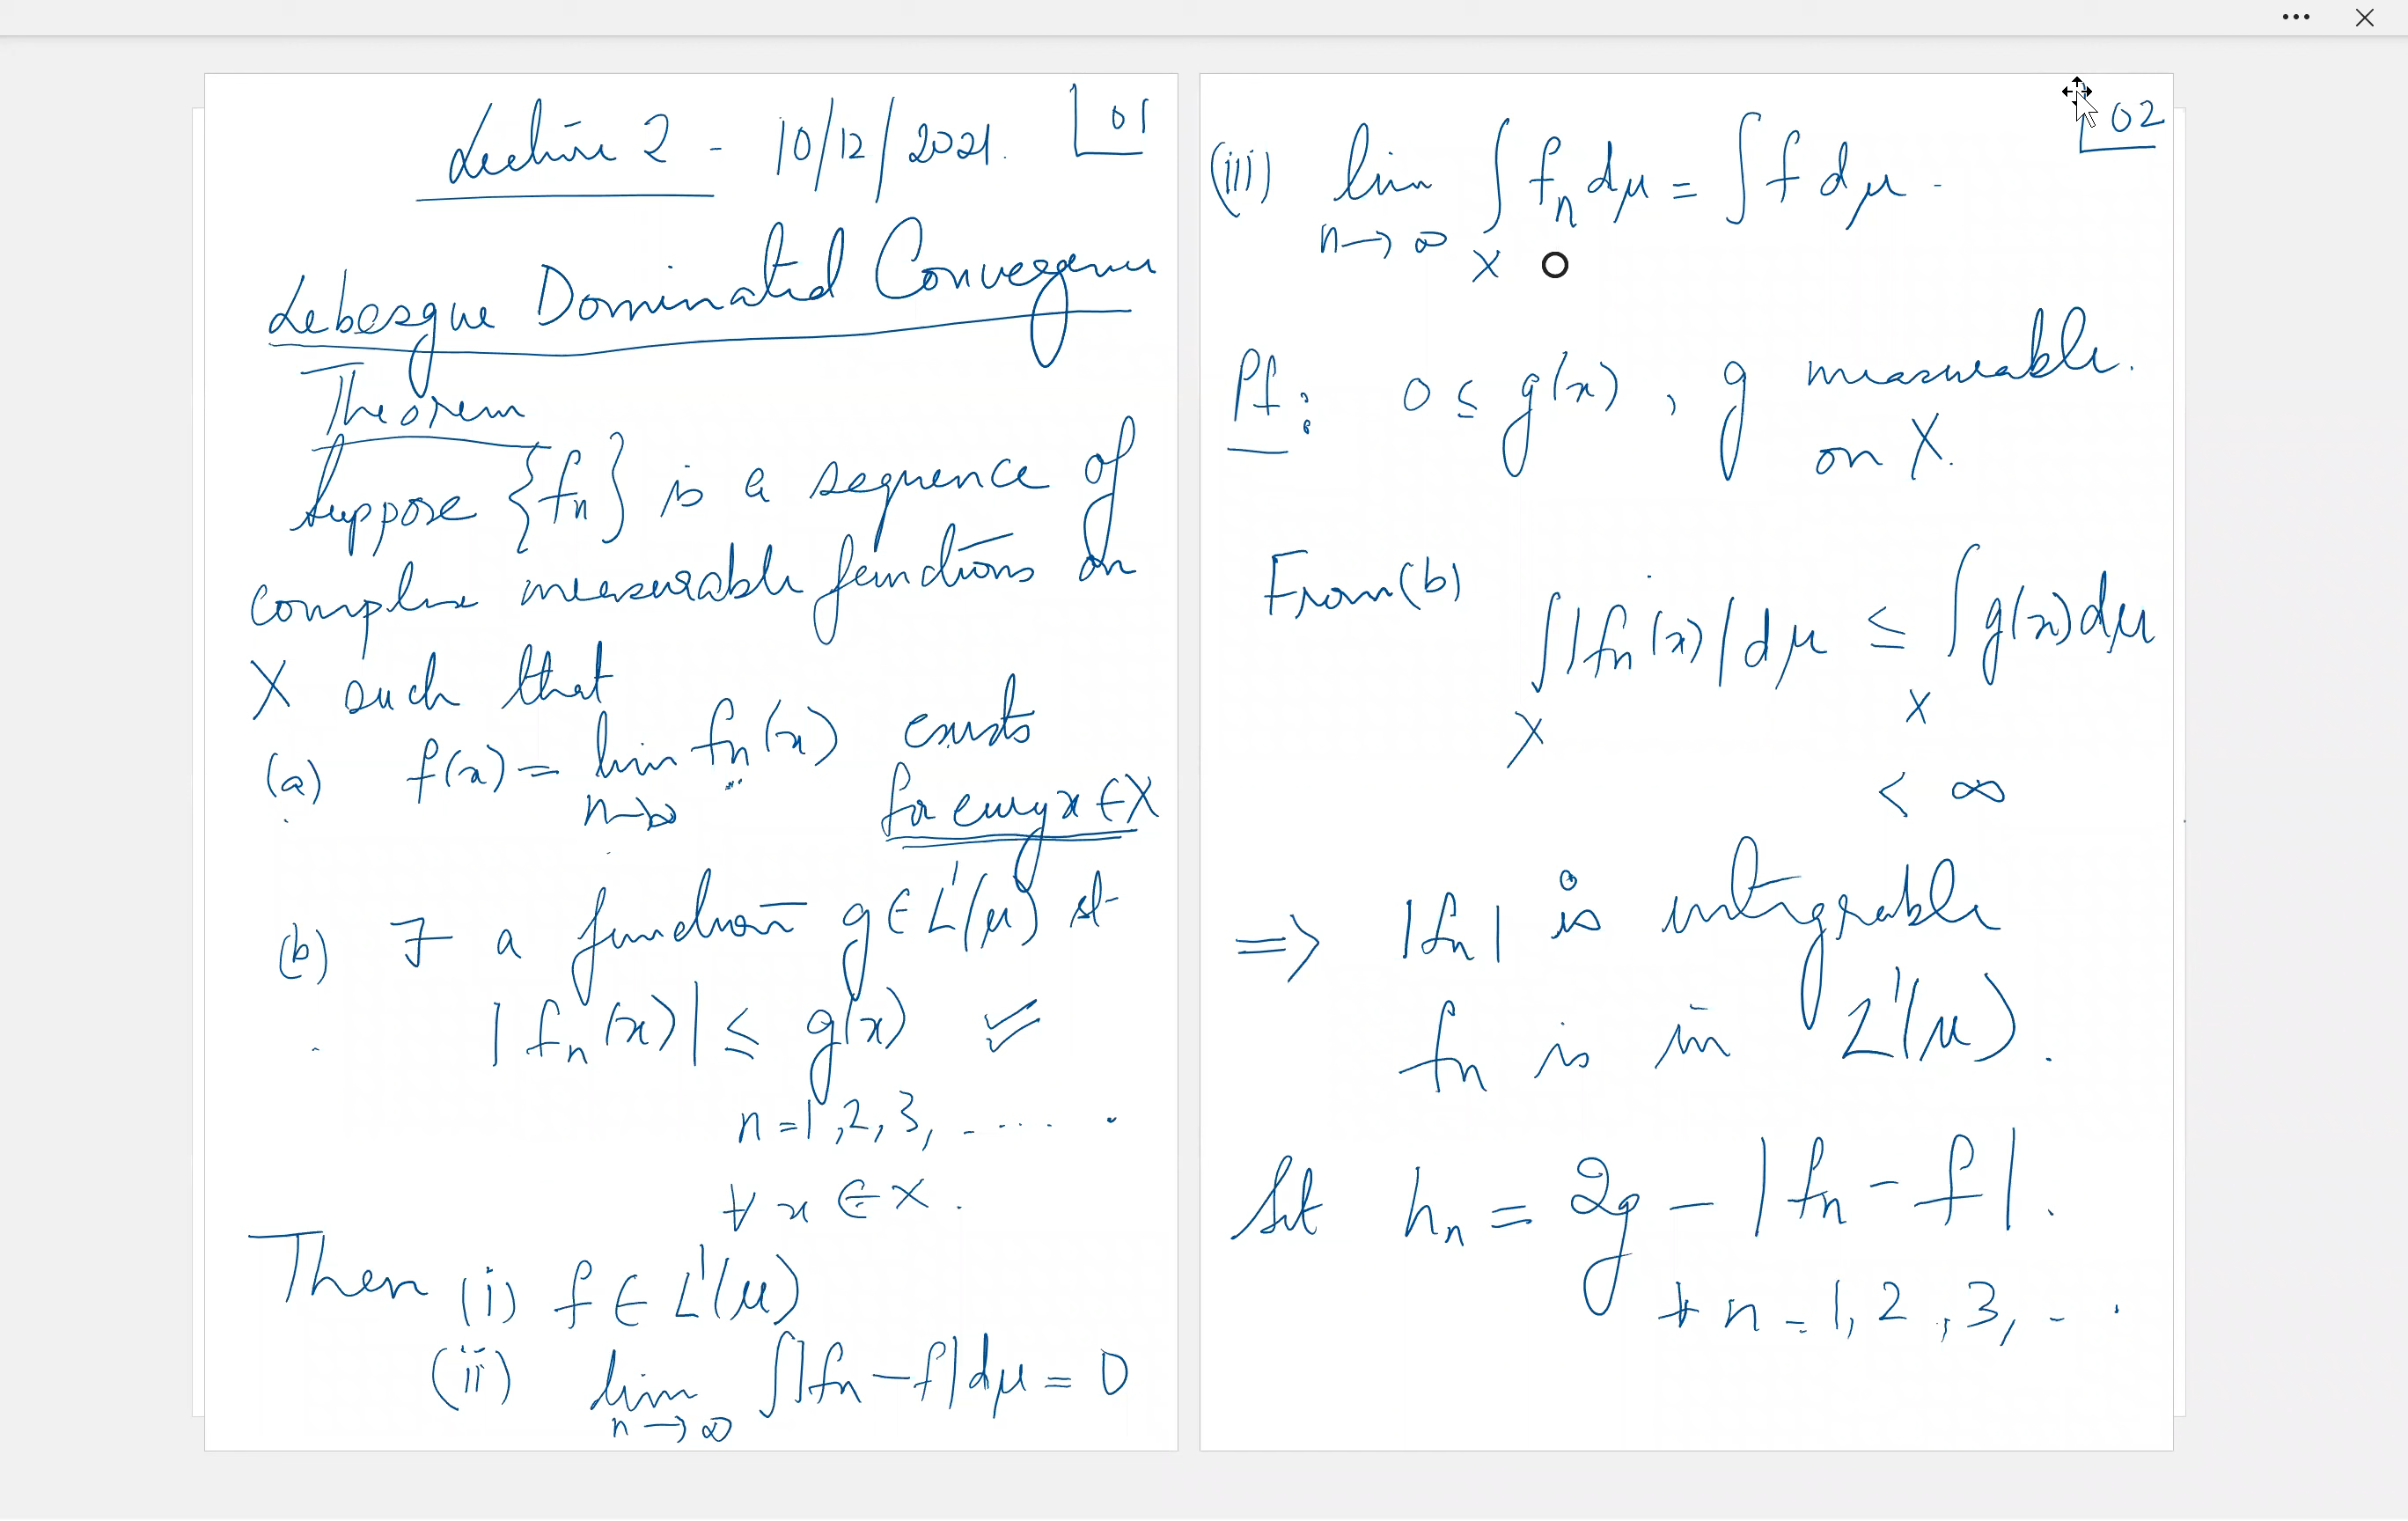 Lecture 2 - 10/12/2021. 01
Lebesgue Dominated Convergence
Theorem
Suppose {fn} is a sequence of
complex measurable functions on
X such that
(a) f(x) = lim fn(x) exists
n→∞ for every x ∈ X
(b) ∃ a function g ∈ L¹(μ) st
|fn(x)| ≤ g(x) ✓
n = 1, 2, 3, - . . . .
∀ x ∈ X.
Then (i) f ∈ L¹(μ)
(ii) lim ∫|fn - f| dμ = 0
n→∞
02
(iii) lim ∫ fn dμ = ∫ f dμ .
n→∞ X
Pf: 0 ≤ g(x), g measurable.
on X.
From (b)
∫|fn(x)| dμ ≤ ∫ g(x) dμ
X X
< ∞
⇒ |fn| is integrable
fn is in L¹(μ).
Set hn = 2g - |fn - f|.
∀ n = 1, 2, 3, - .